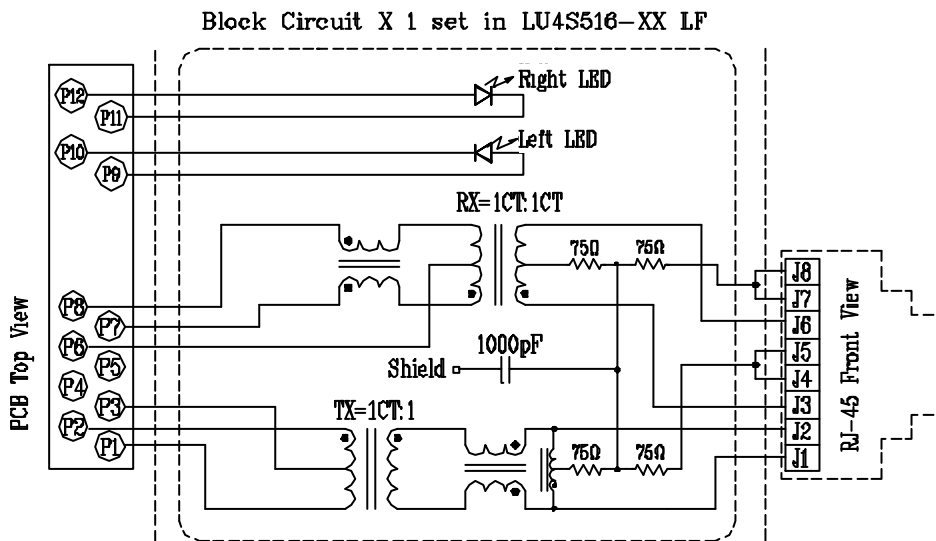 Block Circuit X 1 set in LU4S516-XX LF
P12
P11
P10
P9
P8
P7
P6
P5
P4
P3
P2
P1
PCB Top View
Right LED
Left LED
RX=1CT:1CT
75Ω 75Ω
1000pF
Shield
TX=1CT:1
75Ω 75Ω
J8
J7
J6
J5
J4
J3
J2
J1
RJ-45 Front View